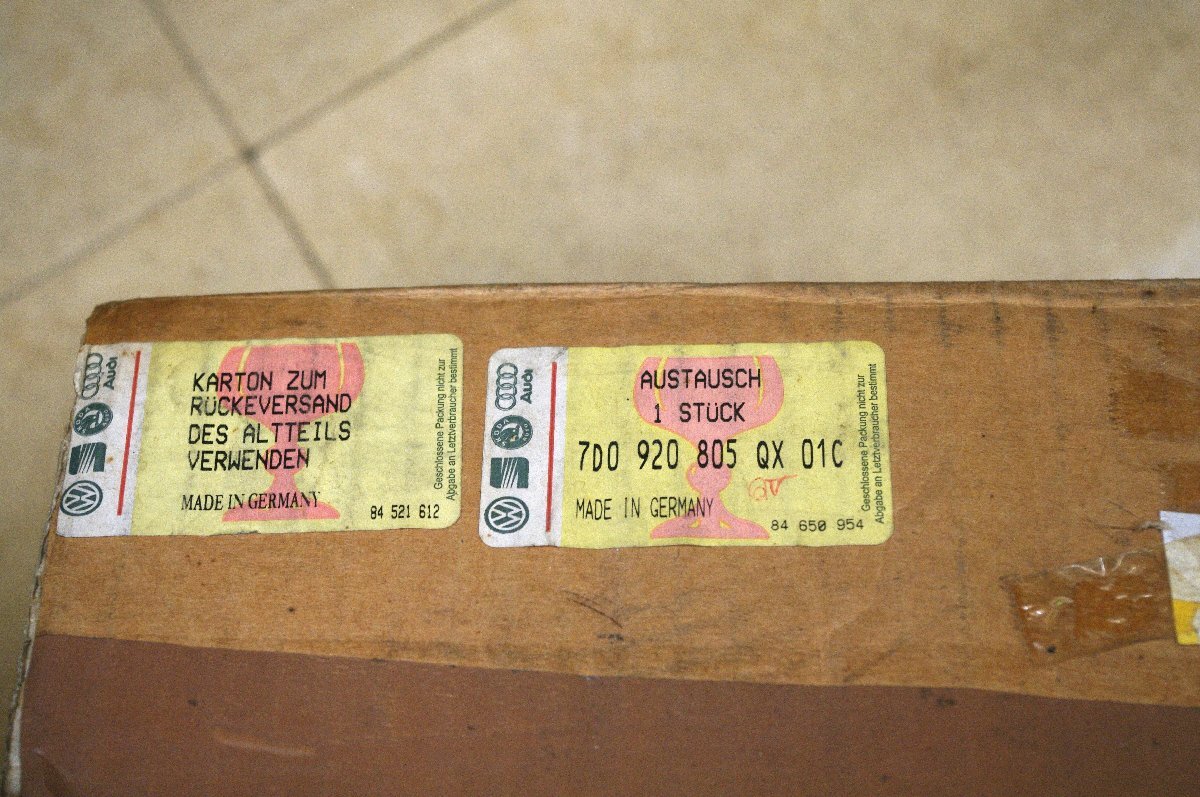 Audi
KARTON ZUM
RÜCKEVERSAND
DES ALTTEILS
VERWENDEN
MADE IN GERMANY
84 521 612
Geschlossene Packung nicht zur
Abgabe an Letztverbraucher bestimmt
Audi
AUSTAUSCH
1 STÜCK
7D0 920 805 QX 01C
MADE IN GERMANY
84 650 954
Geschlossene Packung nicht zur
Abgabe an Letztverbraucher bestimmt